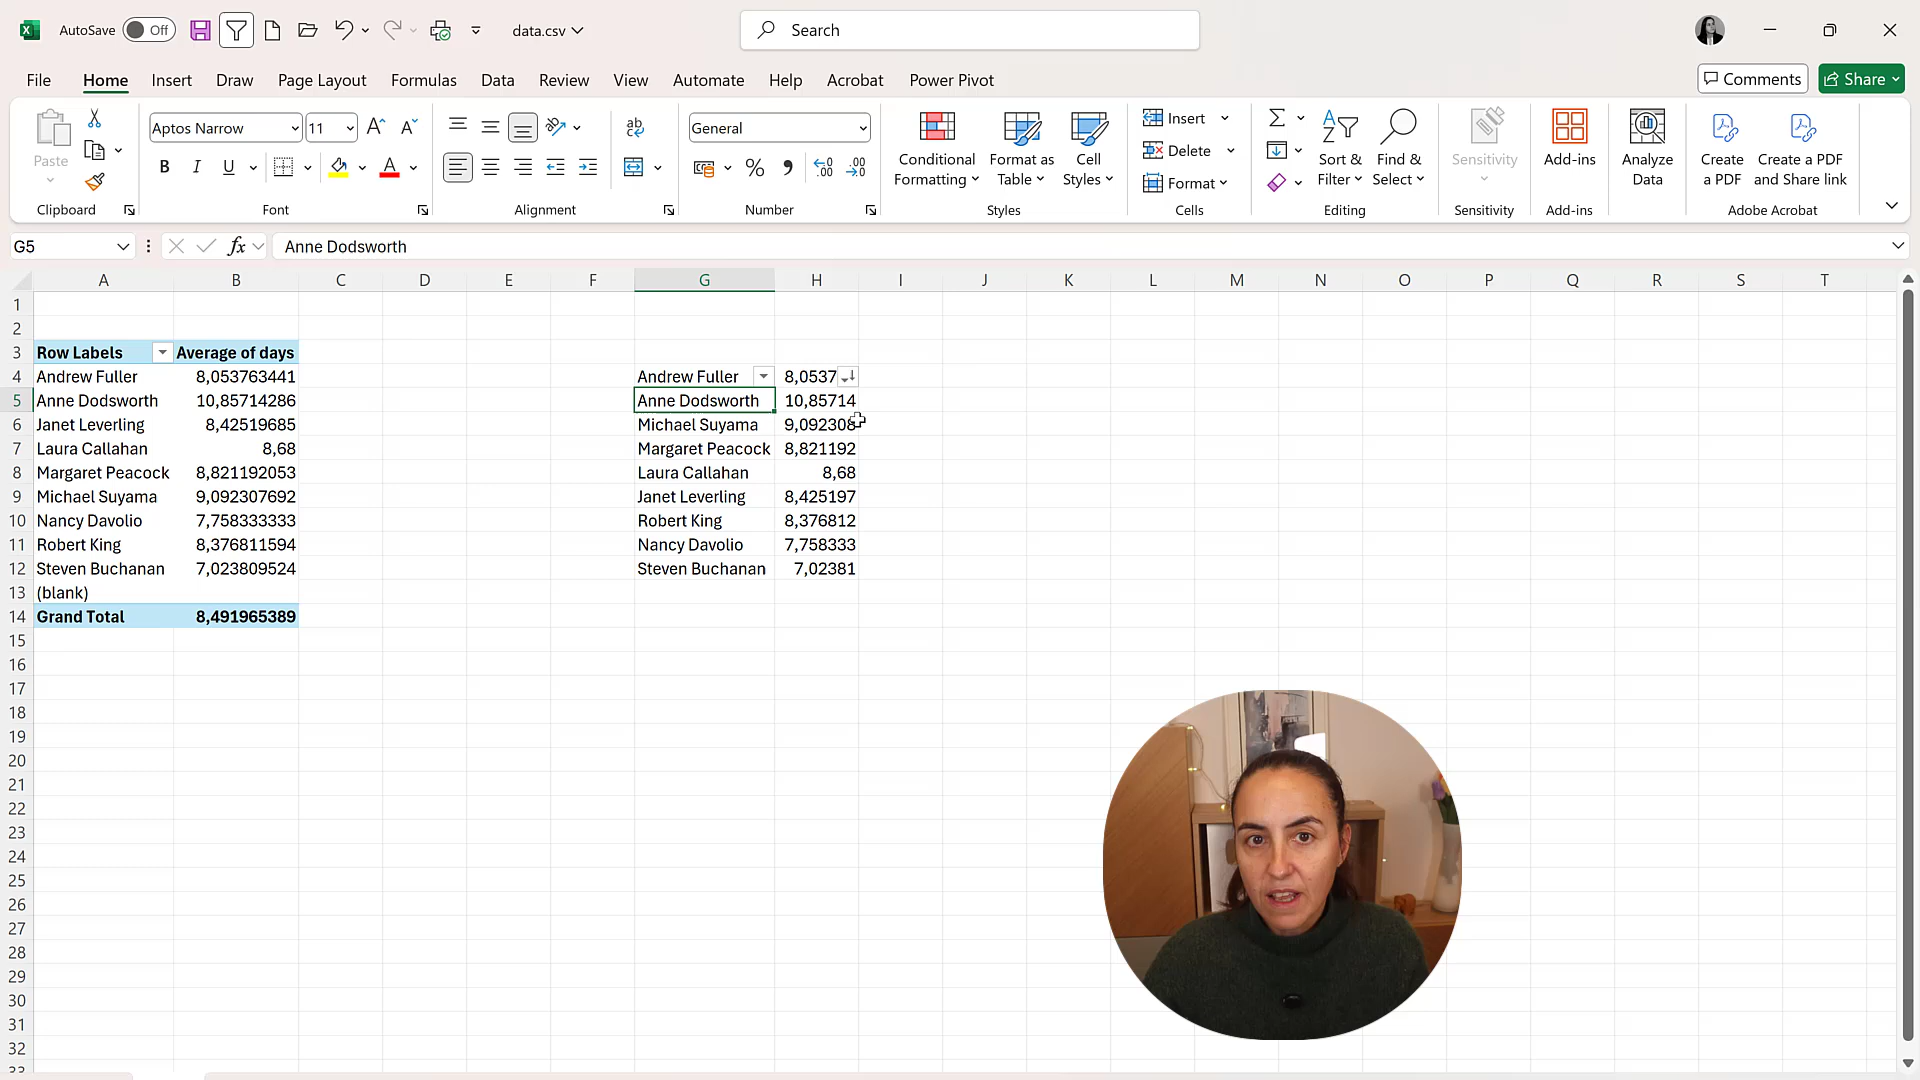 AutoSave Off data.csv Search
File Home Insert Draw Page Layout Formulas Data Review View Automate Help Acrobat Power Pivot Comments Share
Paste Aptos Narrow 11 General Conditional Formatting Format as Table Cell Styles Insert Delete Format Sort & Filter Find & Select Sensitivity Add-ins Analyze Data Create a PDF Create a PDF and Share link
Clipboard Font Alignment Number Styles Cells Editing Sensitivity Add-ins Adobe Acrobat
G5 fx Anne Dodsworth
A B C D E F G H I J K L M N O P Q R S T
1
2
3 Row Labels Average of days
4 Andrew Fuller 8,053763441 Andrew Fuller 8,0537
5 Anne Dodsworth 10,85714286 Anne Dodsworth 10,85714
6 Janet Leverling 8,42519685 Michael Suyama 9,092308
7 Laura Callahan 8,68 Margaret Peacock 8,821192
8 Margaret Peacock 8,821192053 Laura Callahan 8,68
9 Michael Suyama 9,092307692 Janet Leverling 8,425197
10 Nancy Davolio 7,758333333 Robert King 8,376812
11 Robert King 8,376811594 Nancy Davolio 7,758333
12 Steven Buchanan 7,023809524 Steven Buchanan 7,02381
13 (blank)
14 Grand Total 8,491965389
15
16
17
18
19
20
21
22
23
24
25
26
27
28
29
30
31
32